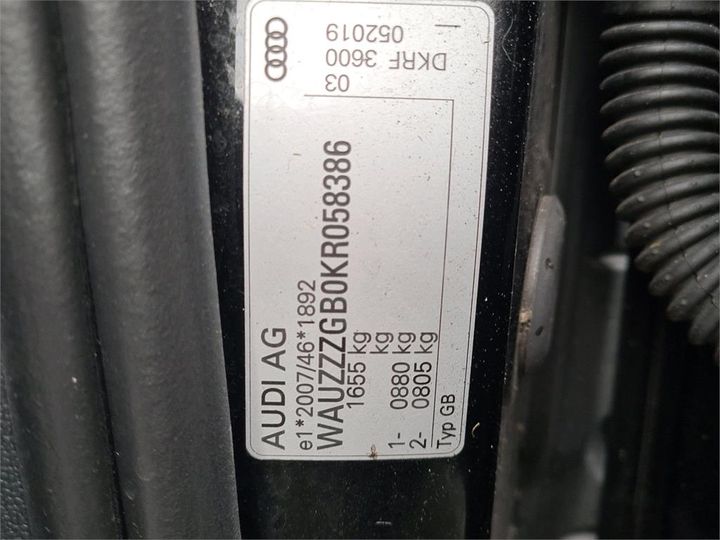 AUDI AG
e1*2007/46*1892
WAUZZZGB0KR058386
1655 kg
kg
1- 0880 kg
2- 0805 kg
Typ GB
03
DKRF 3600
052019